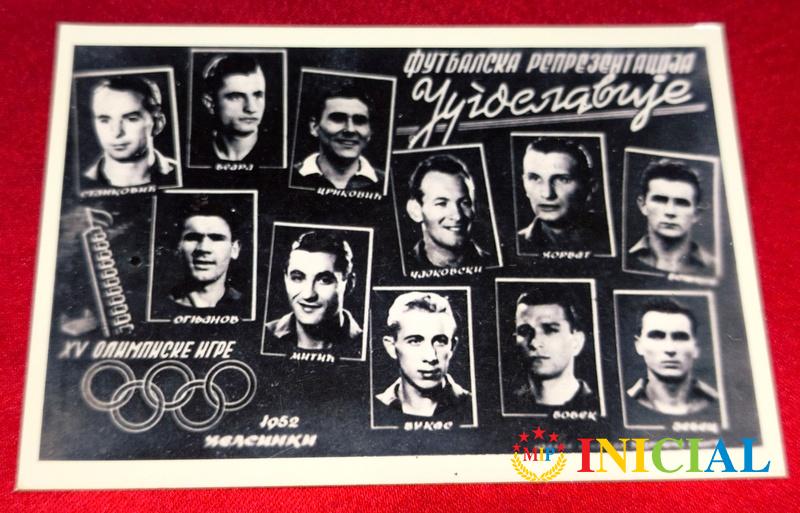 ФУТБАЛСКА РЕПРЕЗЕНТАЦИЈА
Југославије
СТАНКОВИЋ
БЕАРА
ЦРНКОВИЋ
ЧАЈКОВСКИ
ХОРВАТ
ОГЊАНОВ
МИТИЋ
ВУКАС
БОБЕК
ЗЕБЕЦ
XV ОЛИМПИСКЕ ИГРЕ
1952
ХЕЛСИНКИ
MIP
INICIAL